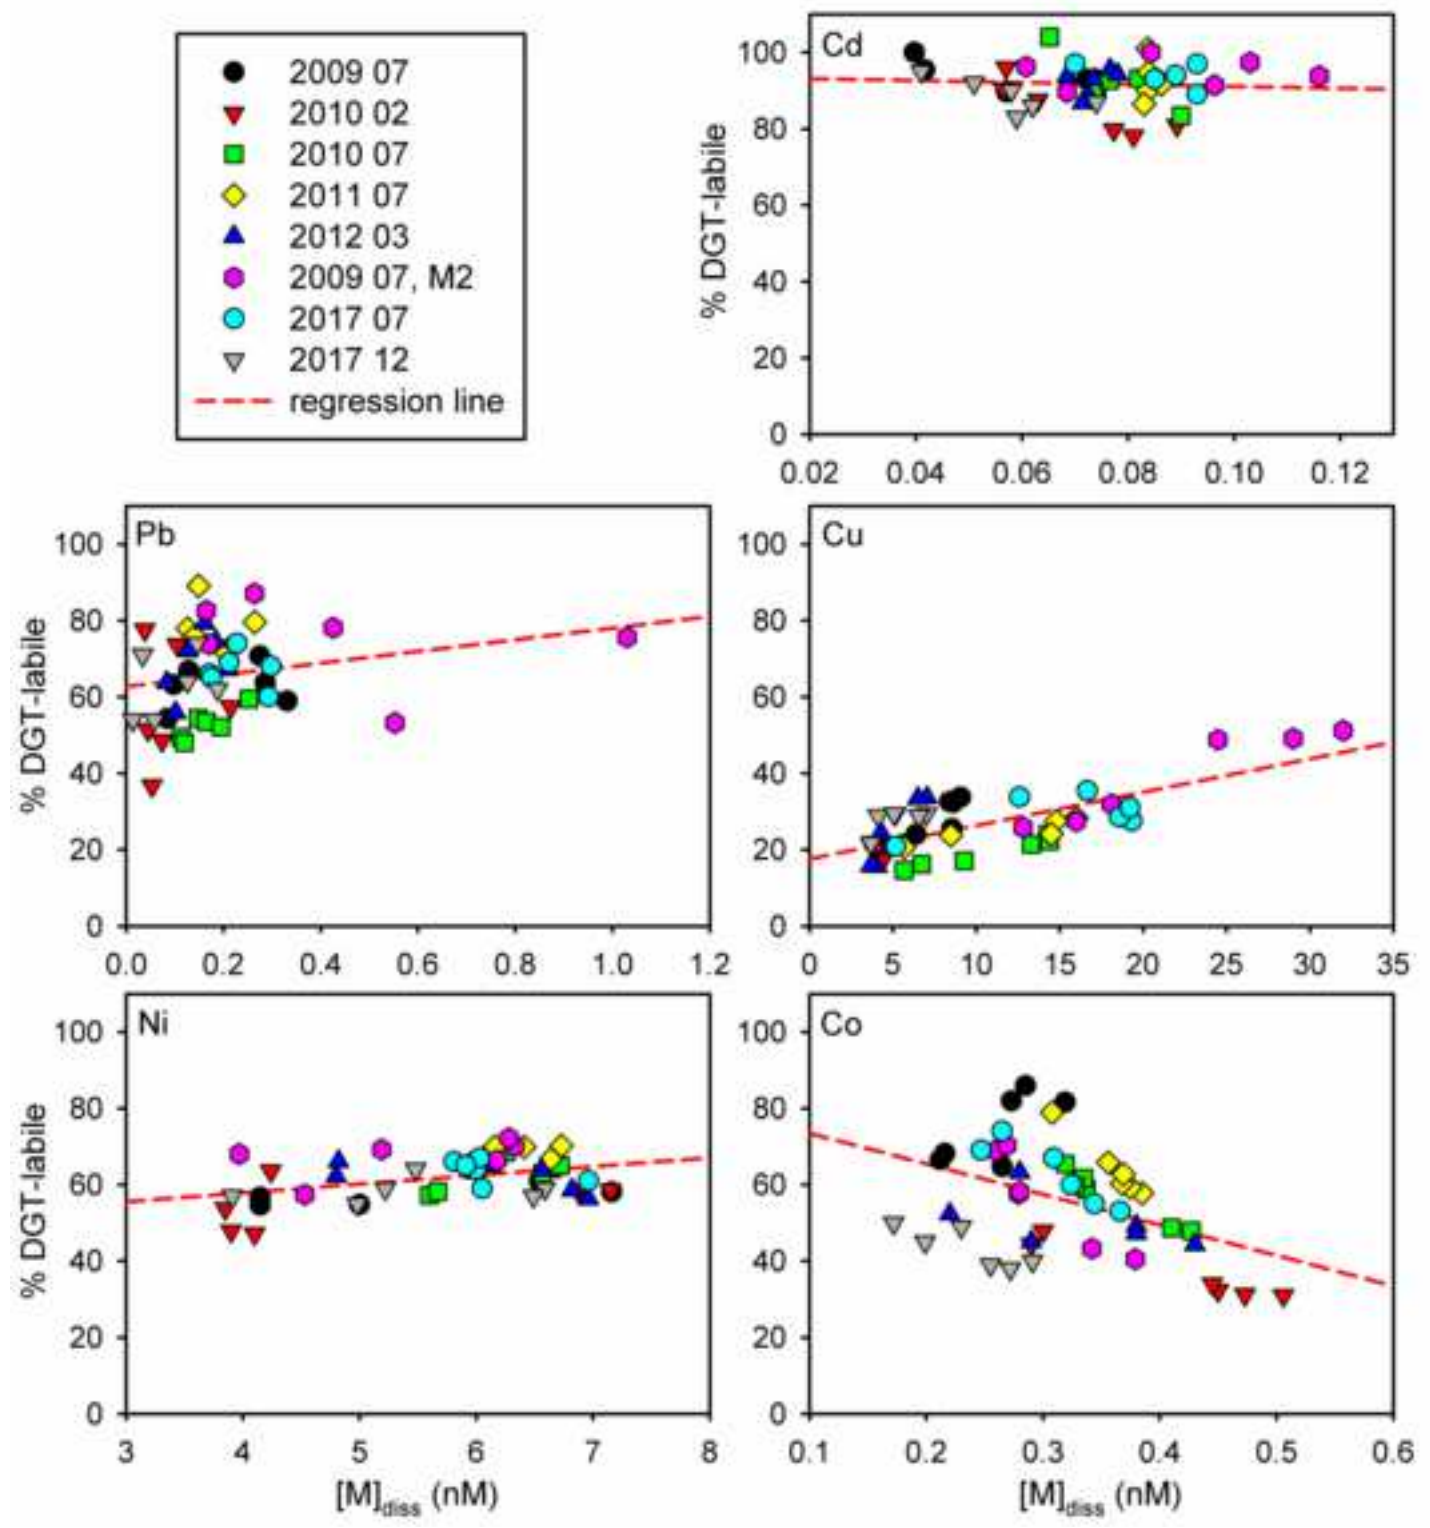 2009 07
2010 02
2010 07
2011 07
2012 03
2009 07, M2
2017 07
2017 12
regression line
Cd
% DGT-labile
100
80
60
40
20
0
0.02 0.04 0.06 0.08 0.10 0.12
Pb
% DGT-labile
100
80
60
40
20
0
0.0 0.2 0.4 0.6 0.8 1.0 1.2
Cu
100
80
60
40
20
0
0 5 10 15 20 25 30 35
Ni
% DGT-labile
100
80
60
40
20
0
3 4 5 6 7 8
[M]diss (nM)
Co
100
80
60
40
20
0
0.1 0.2 0.3 0.4 0.5 0.6
[M]diss (nM)